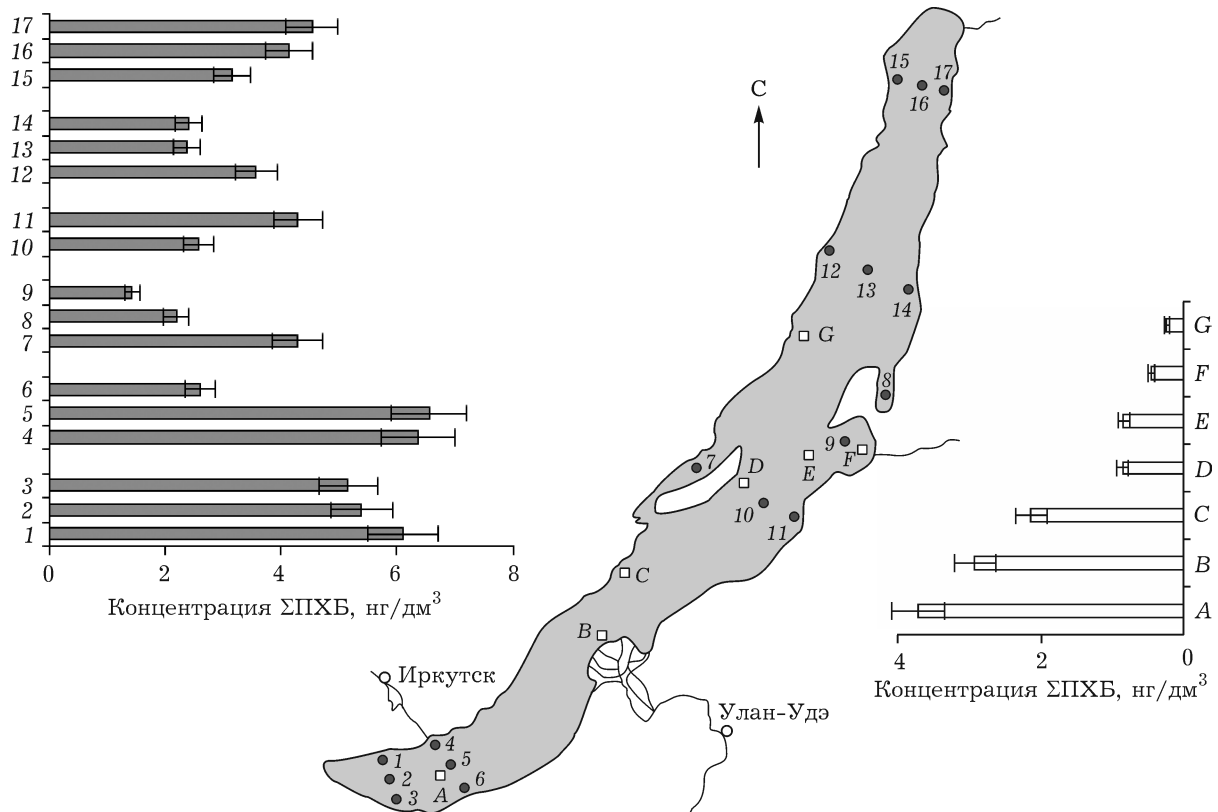 17
16
15
14
13
12
11
10
9
8
7
6
5
4
3
2
1
0 2 4 6 8
Концентрация ΣПХБ, нг/дм³
С
15 17
16
12
13
14
G
8
9
F
7
D
E
10
11
C
B
Иркутск
Улан-Удэ
4
1
5
2
6
A
3
G
F
E
D
C
B
A
4 2 0
Концентрация ΣПХБ, нг/дм³